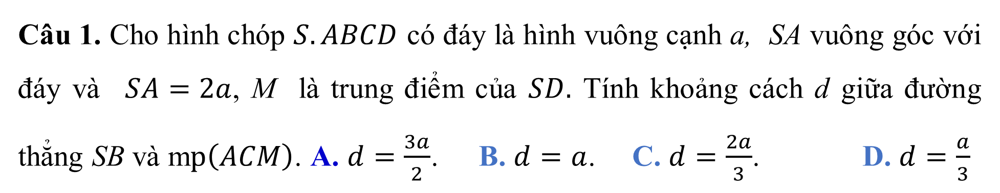 Câu 1. Cho hình chóp S.ABCD có đáy là hình vuông cạnh a, SA vuông góc với
đáy và SA = 2a, M là trung điểm của SD. Tính khoảng cách d giữa đường
thẳng SB và mp(ACM). A. d = \frac{3a}{2}. B. d = a. C. d = \frac{2a}{3}. D. d = \frac{a}{3}